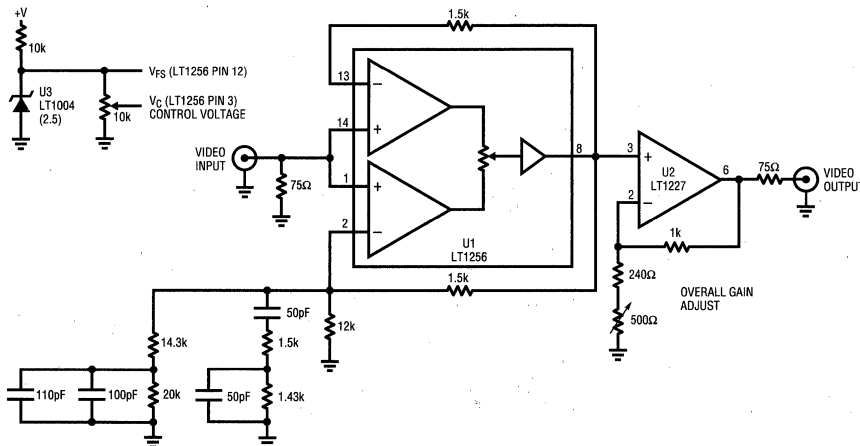 +V
10k
VFS (LT1256 PIN 12)
U3
LT1004
(2.5)
10k
VC (LT1256 PIN 3)
CONTROL VOLTAGE
1.5k
13
−
14
+
VIDEO
INPUT
75Ω
1
+
2
−
8
U1
LT1256
1.5k
3
+
U2
LT1227
2
−
6
75Ω
VIDEO
OUTPUT
1k
240Ω
500Ω
OVERALL GAIN
ADJUST
50pF
12k
14.3k
1.5k
110pF
100pF
20k
50pF
1.43k